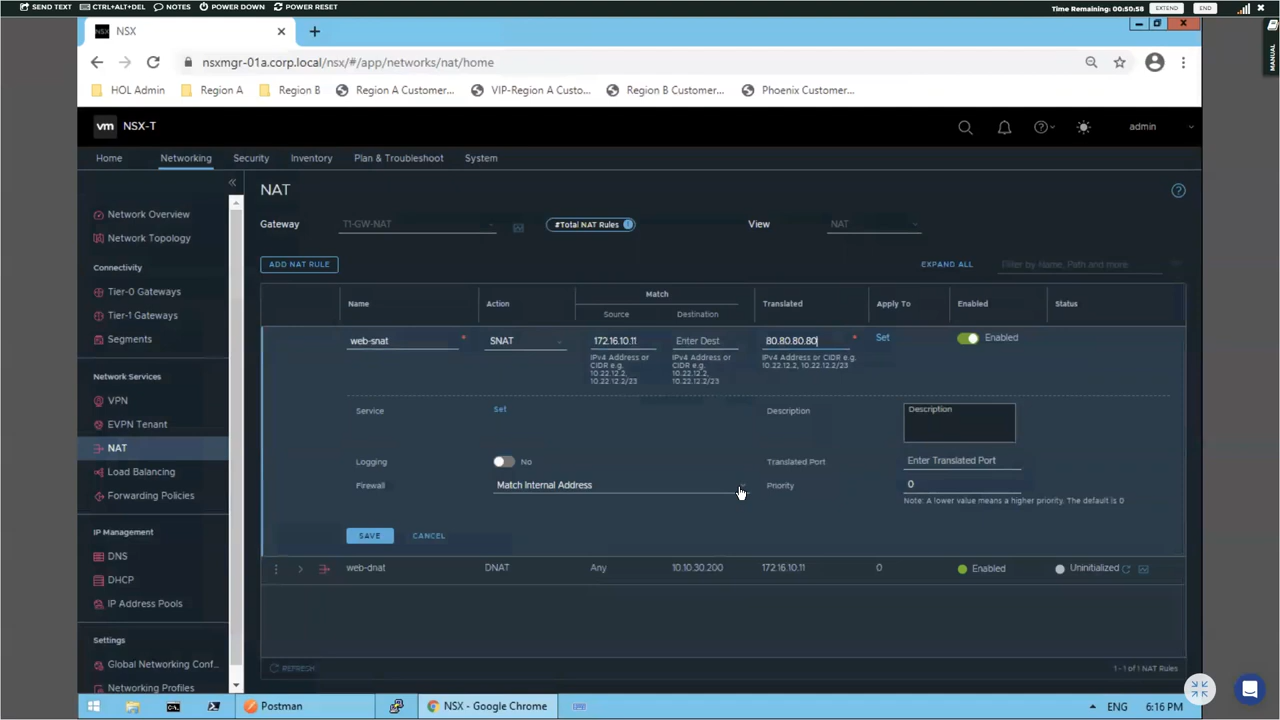 SEND TEXT CTRL+ALT+DEL NOTES POWER DOWN POWER RESET Time Remaining: 00:50:58 EXTEND END
MANUAL
NSX NSX
nsxmgr-01a.corp.local/nsx/#/app/networks/nat/home
HOL Admin Region A Region B Region A Customer... VIP-Region A Custo... Region B Customer... Phoenix Customer...
vm NSX-T admin
Home Networking Security Inventory Plan & Troubleshoot System
Network Overview
Network Topology
Connectivity
Tier-0 Gateways
Tier-1 Gateways
Segments
Network Services
VPN
EVPN Tenant
NAT
Load Balancing
Forwarding Policies
IP Management
DNS
DHCP
IP Address Pools
Settings
Global Networking Conf...
Networking Profiles
NAT
Gateway T1-GW-NAT #Total NAT Rules View NAT
ADD NAT RULE EXPAND ALL Filter by Name, Path and more
Match
Name Action Source Destination Translated Apply To Enabled Status
web-snat * SNAT 172.16.10.11 Enter Dest 80.80.80.80 * Set Enabled
IPv4 Address or CIDR e.g. 10.22.12.2, 10.22.12.2/23
IPv4 Address or CIDR e.g. 10.22.12.2, 10.22.12.2/23
IPv4 Address or CIDR e.g. 10.22.12.2, 10.22.12.2/23
Service Set Description Description
Logging No Translated Port Enter Translated Port
Firewall Match Internal Address Priority 0
Note: A lower value means a higher priority. The default is 0
SAVE CANCEL
web-dnat DNAT Any 10.10.30.200 172.16.10.11 0 Enabled Uninitialized
REFRESH 1 - 1 of 1 NAT Rules
Postman NSX - Google Chrome ENG 6:16 PM